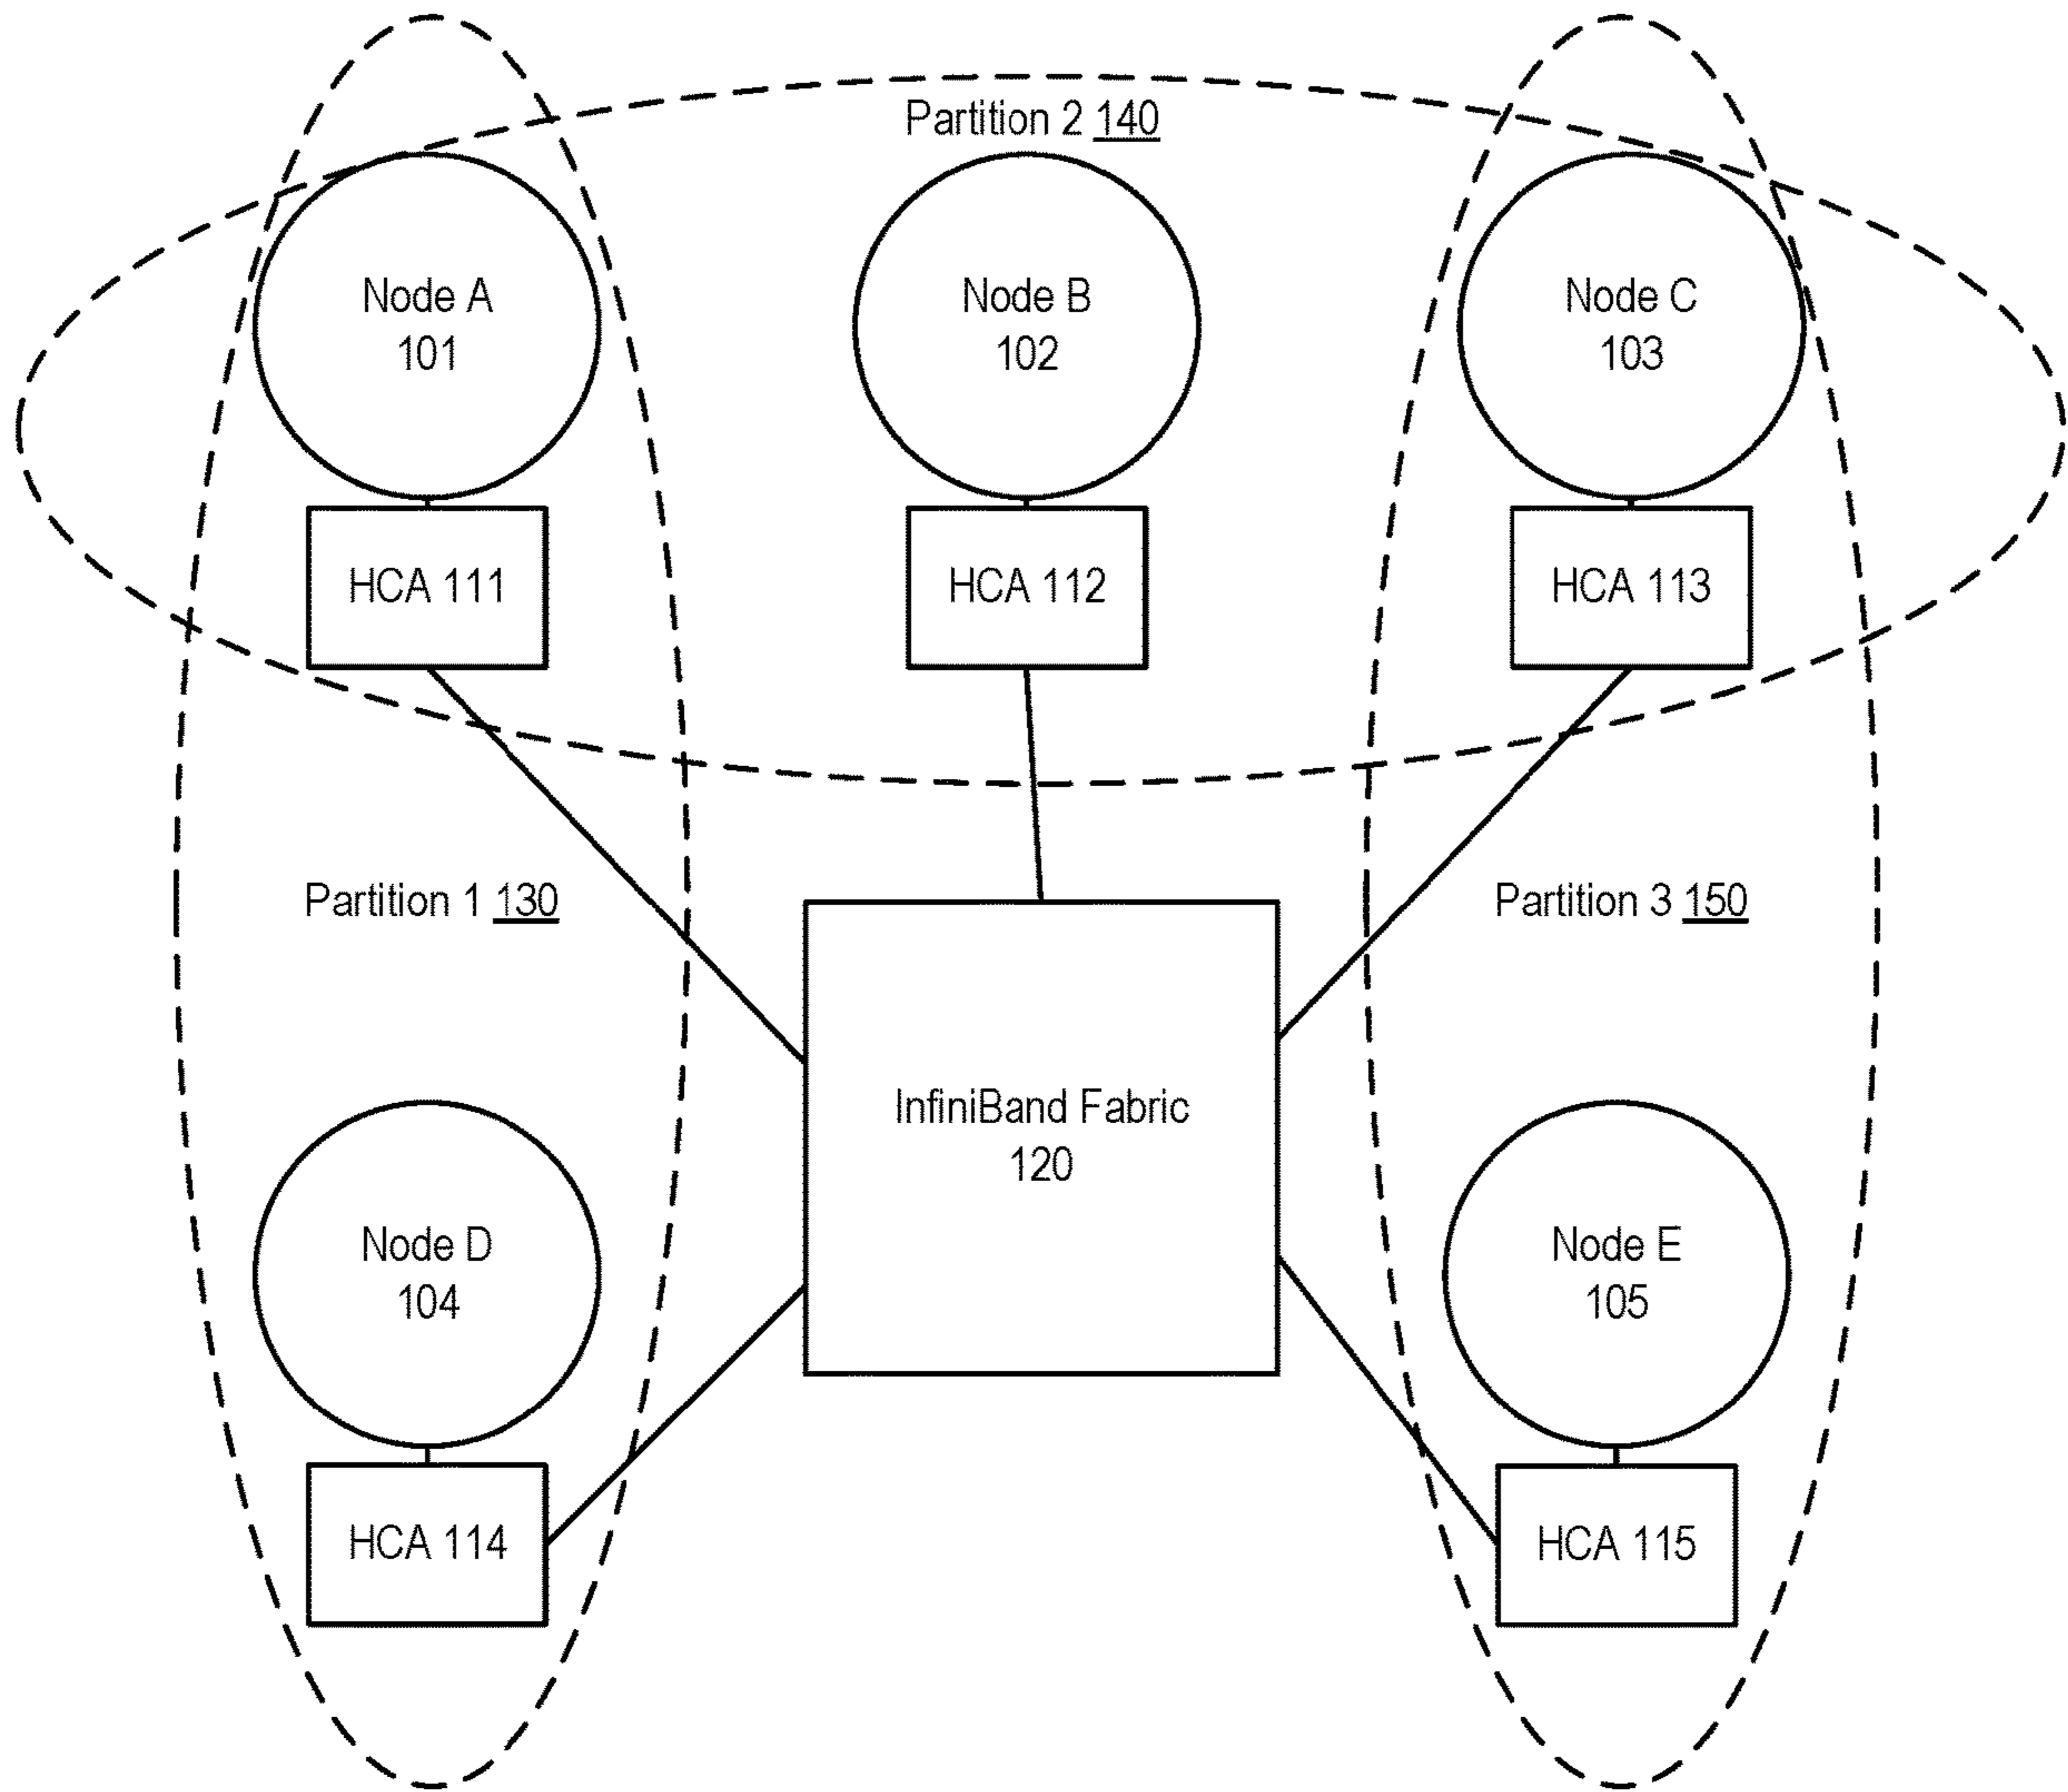 Partition 2 140
Node A
101
Node B
102
Node C
103
HCA 111
HCA 112
HCA 113
Partition 1 130
Partition 3 150
InfiniBand Fabric
120
Node D
104
Node E
105
HCA 114
HCA 115